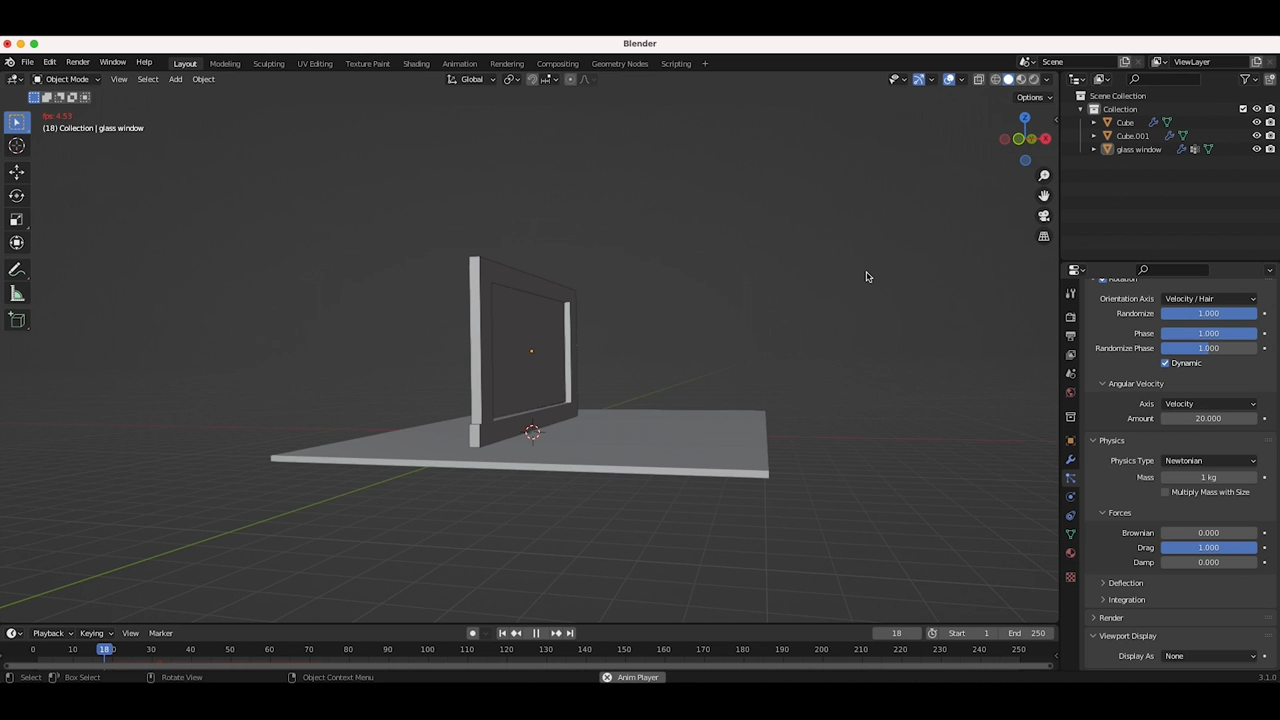 Blender
File Edit Render Window Help Layout Modeling Sculpting UV Editing Texture Paint Shading Animation Rendering Compositing Geometry Nodes Scripting + Scene ViewLayer
Object Mode View Select Add Object Global
Options
fps: 4.53
(18) Collection | glass window
Z
Y
X
Scene Collection
Collection
Cube
Cube.001
glass window
Rotation
Orientation Axis Velocity / Hair
Randomize 1.000
Phase 1.000
Randomize Phase 1.000
Dynamic
Angular Velocity
Axis Velocity
Amount 20.000
Physics
Physics Type Newtonian
Mass 1 kg
Multiply Mass with Size
Forces
Brownian 0.000
Drag 1.000
Damp 0.000
Deflection
Integration
Render
Viewport Display
Display As None
Playback Keying View Marker 18 Start 1 End 250
0 10 18 20 30 40 50 60 70 80 90 100 110 120 130 140 150 160 170 180 190 200 210 220 230 240 250
Select Box Select Rotate View Object Context Menu Anim Player 3.1.0